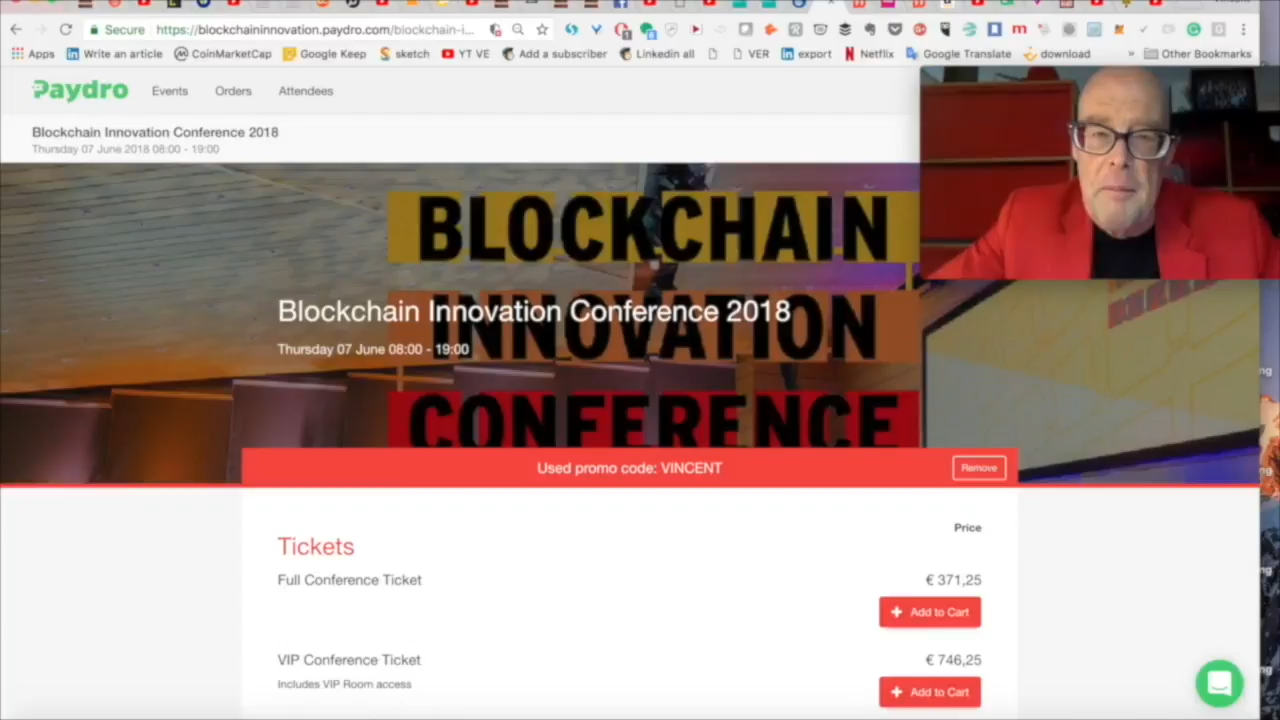 Secure https://blockchaininnovation.paydro.com/blockchain-i...
Apps Write an article CoinMarketCap Google Keep sketch YT VE Add a subscriber Linkedin all VER export Netflix Google Translate download » Other Bookmarks
Paydro Events Orders Attendees
Blockchain Innovation Conference 2018
Thursday 07 June 2018 08:00 - 19:00
BLOCKCHAIN
INNOVATION
CONFERENCE
Blockchain Innovation Conference 2018
Thursday 07 June 08:00 - 19:00
Used promo code: VINCENT Remove
Price
Tickets
Full Conference Ticket € 371,25
+ Add to Cart
VIP Conference Ticket € 746,25
Includes VIP Room access
+ Add to Cart